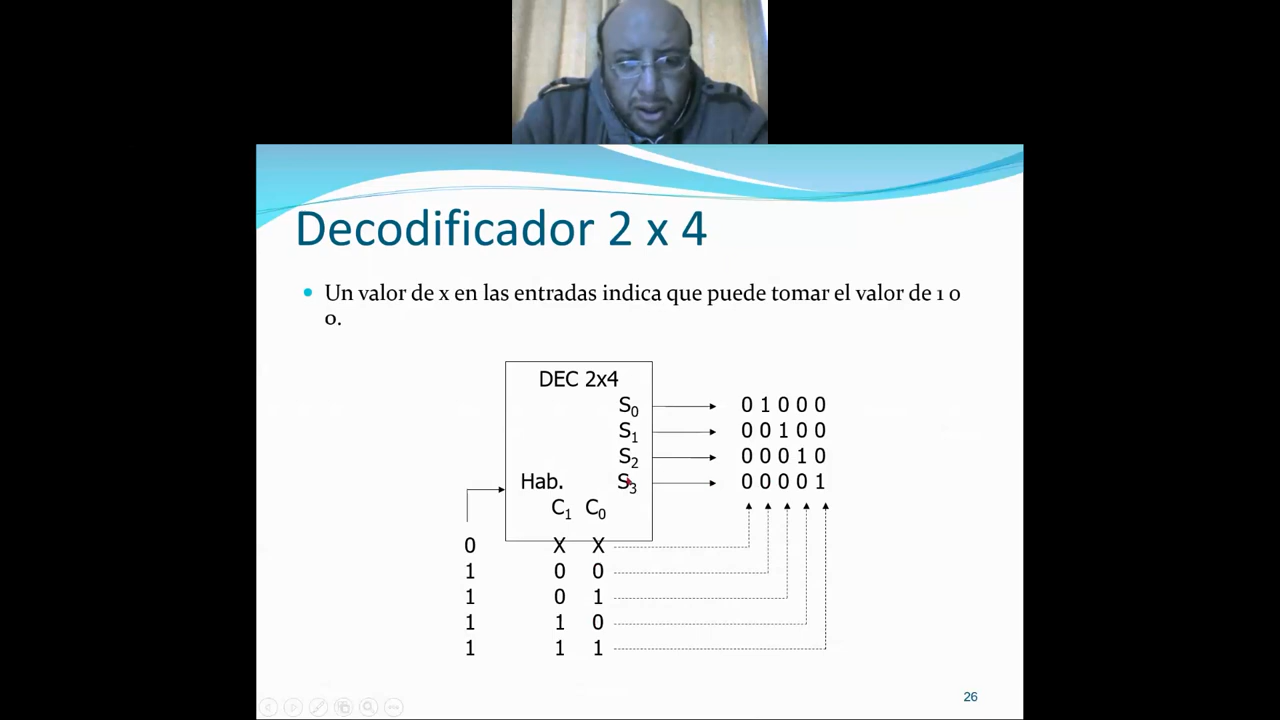 Decodificador 2 x 4
• Un valor de x en las entradas indica que puede tomar el valor de 1 o
0.
DEC 2x4
S0 0 1 0 0 0
S1 0 0 1 0 0
S2 0 0 0 1 0
Hab. S3 0 0 0 0 1
C1 C0
0 X X
1 0 0
1 0 1
1 1 0
1 1 1
26